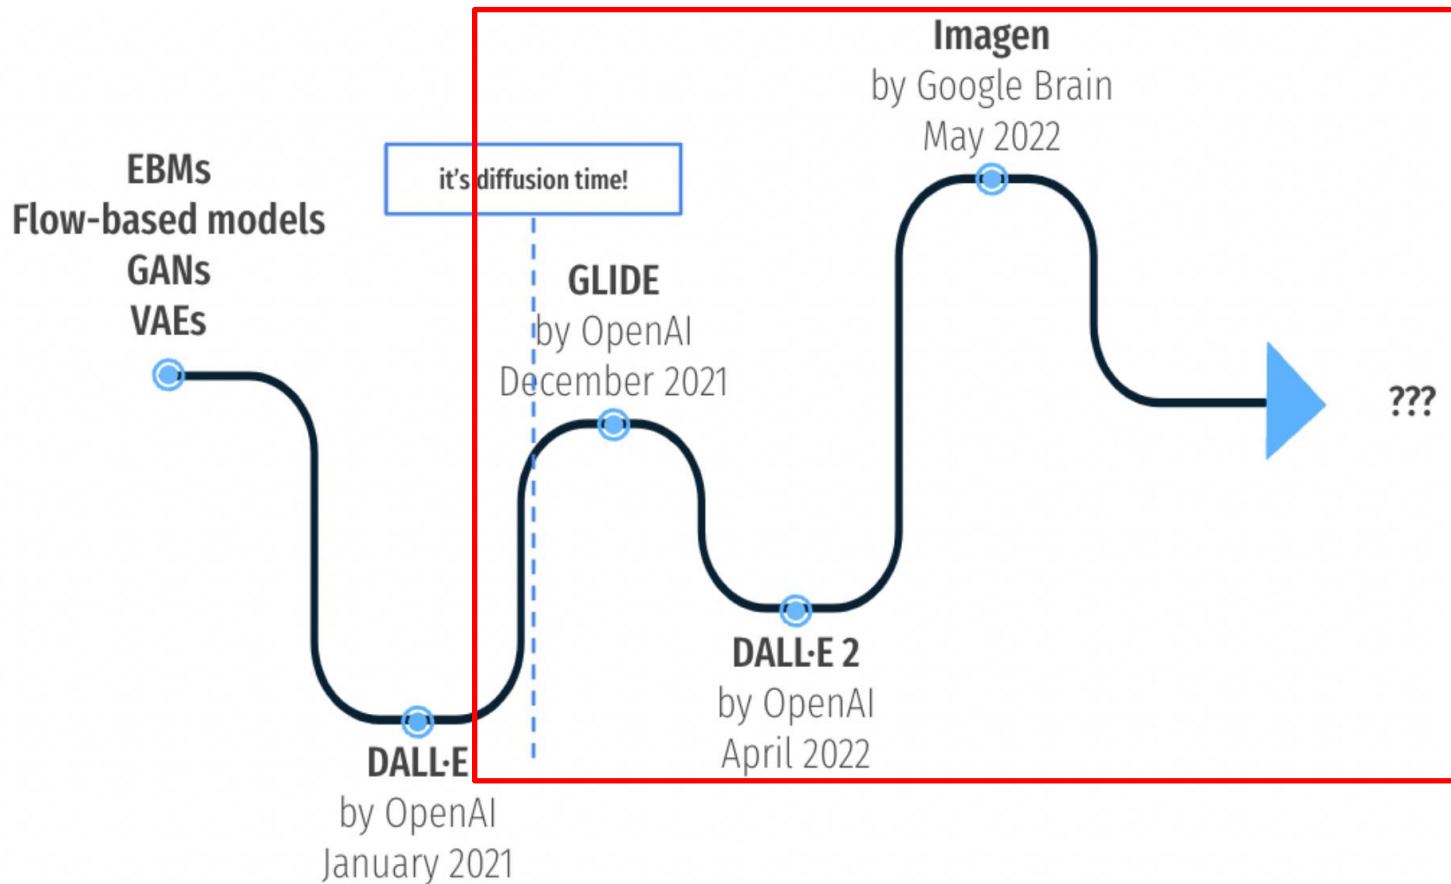 EBMs
Flow-based models
GANs
VAEs
DALL·E
by OpenAI
January 2021
it's diffusion time!
GLIDE
by OpenAI
December 2021
DALL·E 2
by OpenAI
April 2022
Imagen
by Google Brain
May 2022
???